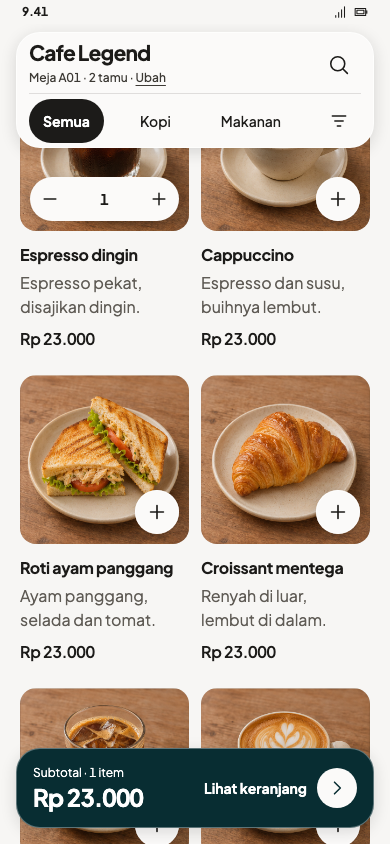 9.41
Cafe Legend
Meja A01 · 2 tamu · Ubah
Semua
Kopi
Makanan
1
Espresso dingin
Espresso pekat,
disajikan dingin.
Rp 23.000
Cappuccino
Espresso dan susu,
buihnya lembut.
Rp 23.000
Roti ayam panggang
Ayam panggang,
selada dan tomat.
Rp 23.000
Croissant mentega
Renyah di luar,
lembut di dalam.
Rp 23.000
Subtotal · 1 item
Rp 23.000
Lihat keranjang